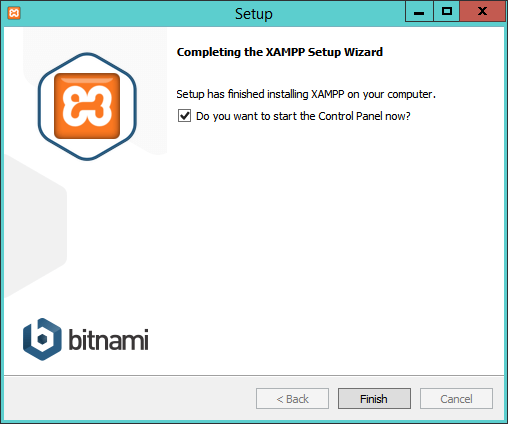 Setup
Completing the XAMPP Setup Wizard
Setup has finished installing XAMPP on your computer.
Do you want to start the Control Panel now?
bitnami
< Back
Finish
Cancel